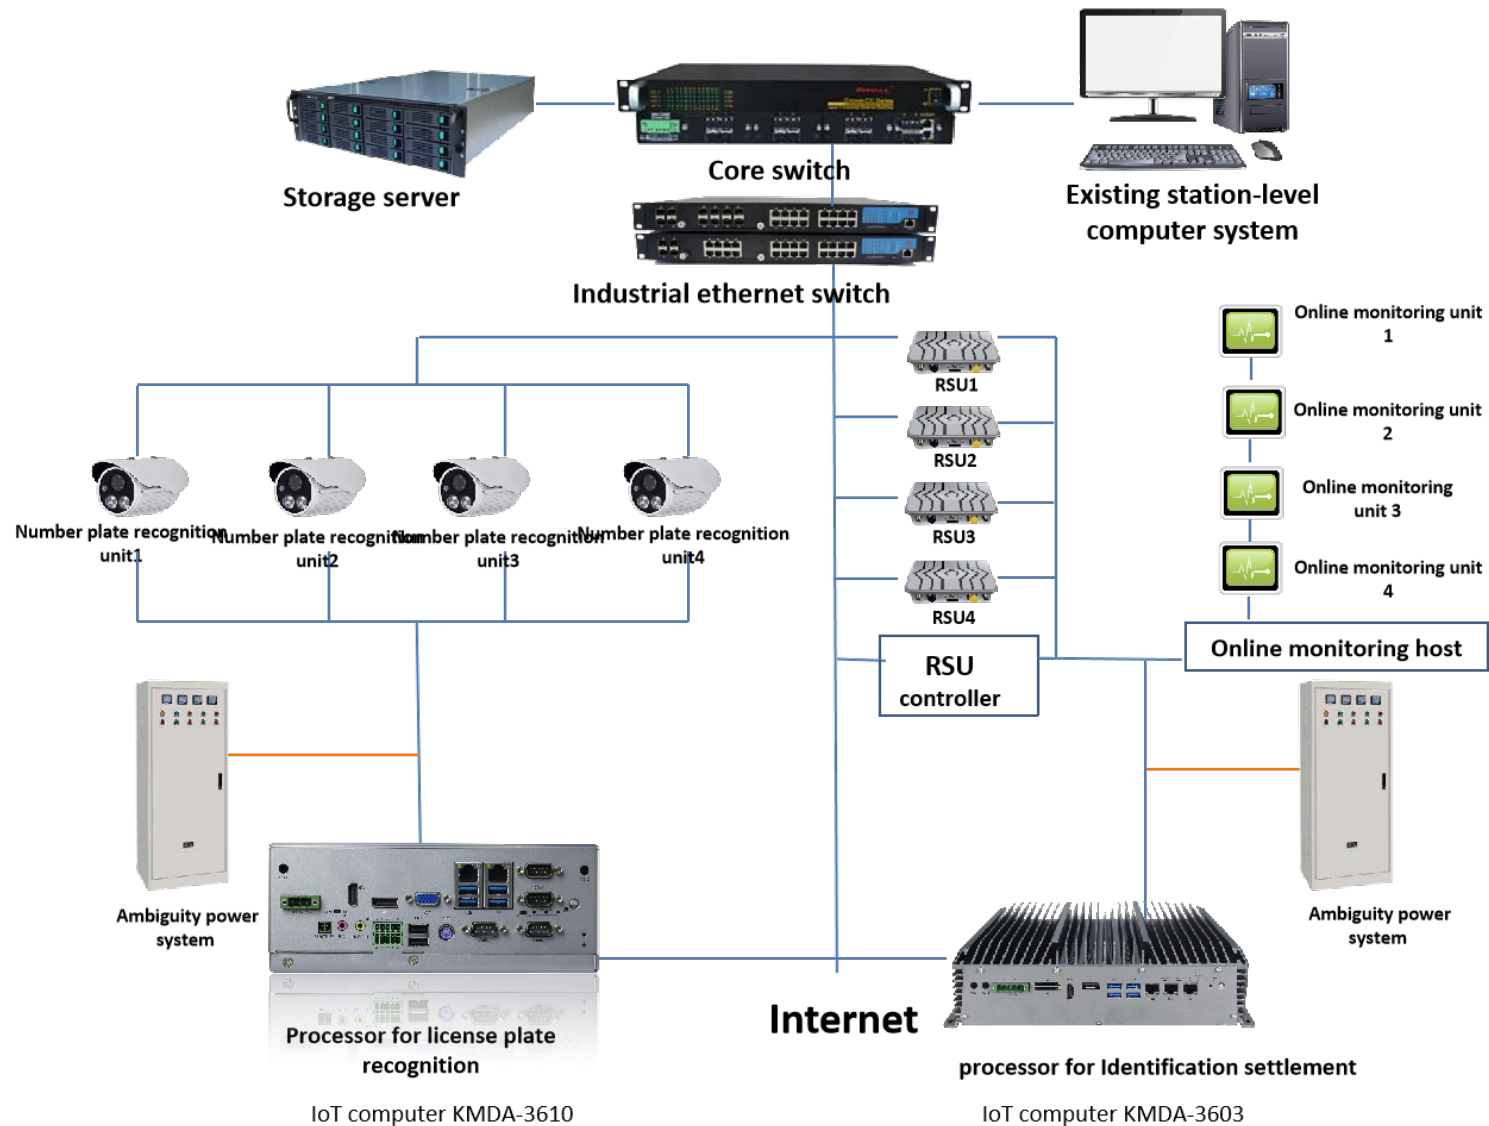 Storage server
Core switch
Existing station-level
computer system
Industrial ethernet switch
Online monitoring unit
1
Online monitoring unit
2
Online monitoring
unit 3
Online monitoring unit
4
RSU1
RSU2
RSU3
RSU4
Number plate recognition
unit1
Number plate recognition
unit2
Number plate recognition
unit3
Number plate recognition
unit4
RSU
controller
Online monitoring host
Ambiguity power
system
Ambiguity power
system
Internet
Processor for license plate
recognition
processor for Identification settlement
IoT computer KMDA-3610
IoT computer KMDA-3603